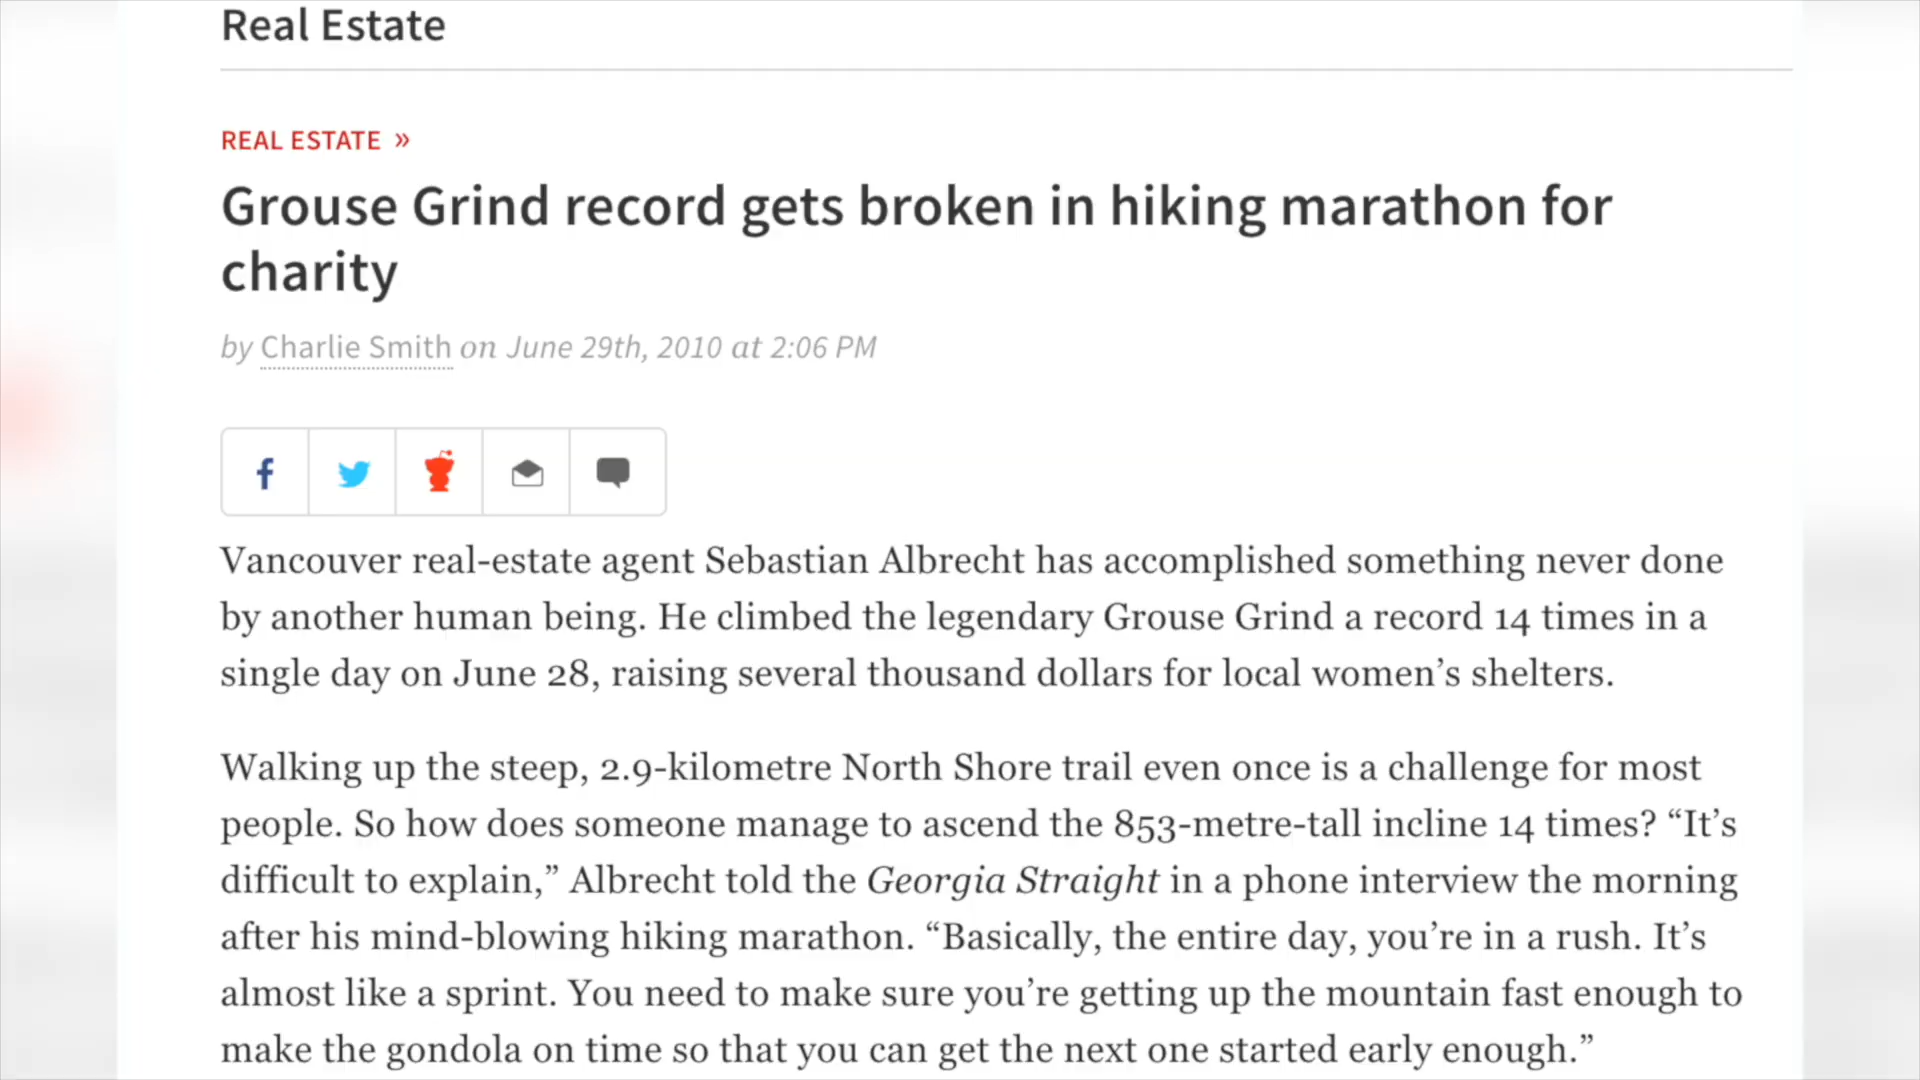 Real Estate
REAL ESTATE »
Grouse Grind record gets broken in hiking marathon for
charity
by Charlie Smith on June 29th, 2010 at 2:06 PM
Vancouver real-estate agent Sebastian Albrecht has accomplished something never done
by another human being. He climbed the legendary Grouse Grind a record 14 times in a
single day on June 28, raising several thousand dollars for local women’s shelters.
Walking up the steep, 2.9-kilometre North Shore trail even once is a challenge for most
people. So how does someone manage to ascend the 853-metre-tall incline 14 times? “It’s
difficult to explain,” Albrecht told the Georgia Straight in a phone interview the morning
after his mind-blowing hiking marathon. “Basically, the entire day, you’re in a rush. It’s
almost like a sprint. You need to make sure you’re getting up the mountain fast enough to
make the gondola on time so that you can get the next one started early enough.”